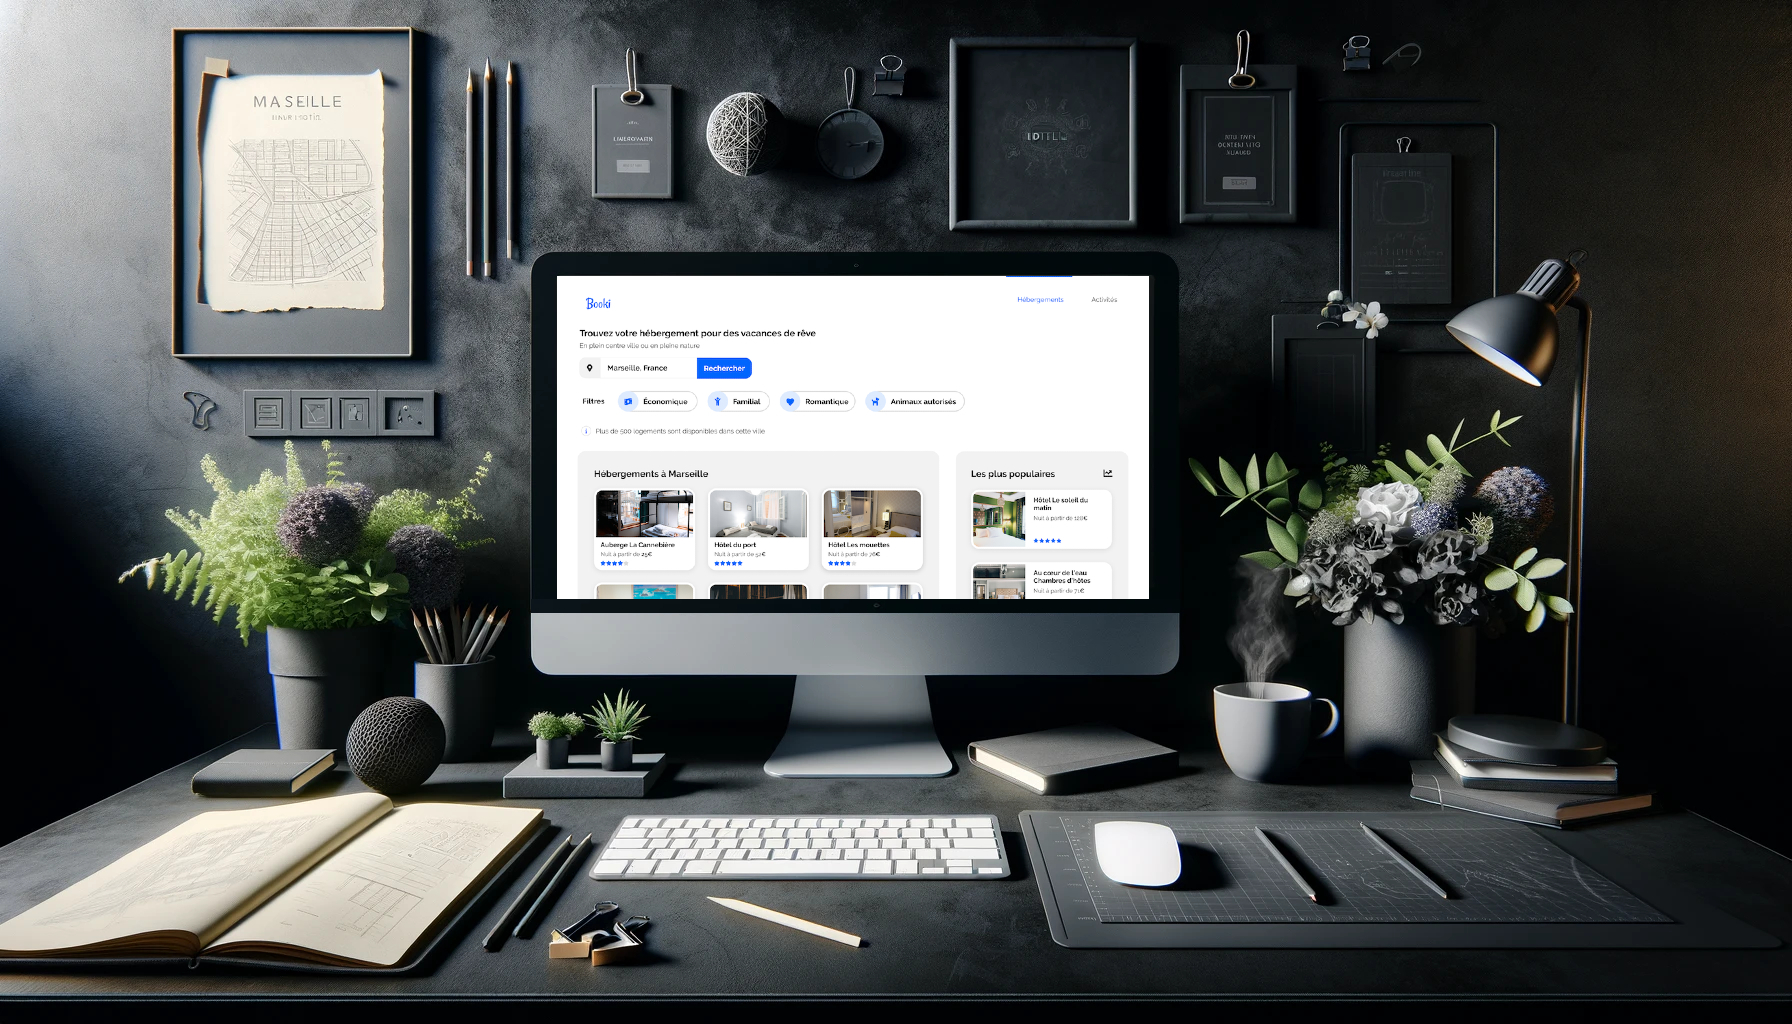 MASEILLE
Booki
Hébergements
Activités
Trouvez votre hébergement pour des vacances de rêve
En plein centre ville ou en pleine nature
Marseille, France
Rechercher
Filtres
Économique
Familial
Romantique
Animaux autorisés
Plus de 500 logements sont disponibles dans cette ville
Hébergements à Marseille
Auberge La Cannebière
Nuit à partir de 25€
Hôtel du port
Nuit à partir de 52€
Hôtel Les mouettes
Nuit à partir de 76€
Les plus populaires
Hôtel Le soleil du
matin
Nuit à partir de 128€
Au cœur de l'eau
Chambres d'hôtes
Nuit à partir de 71€